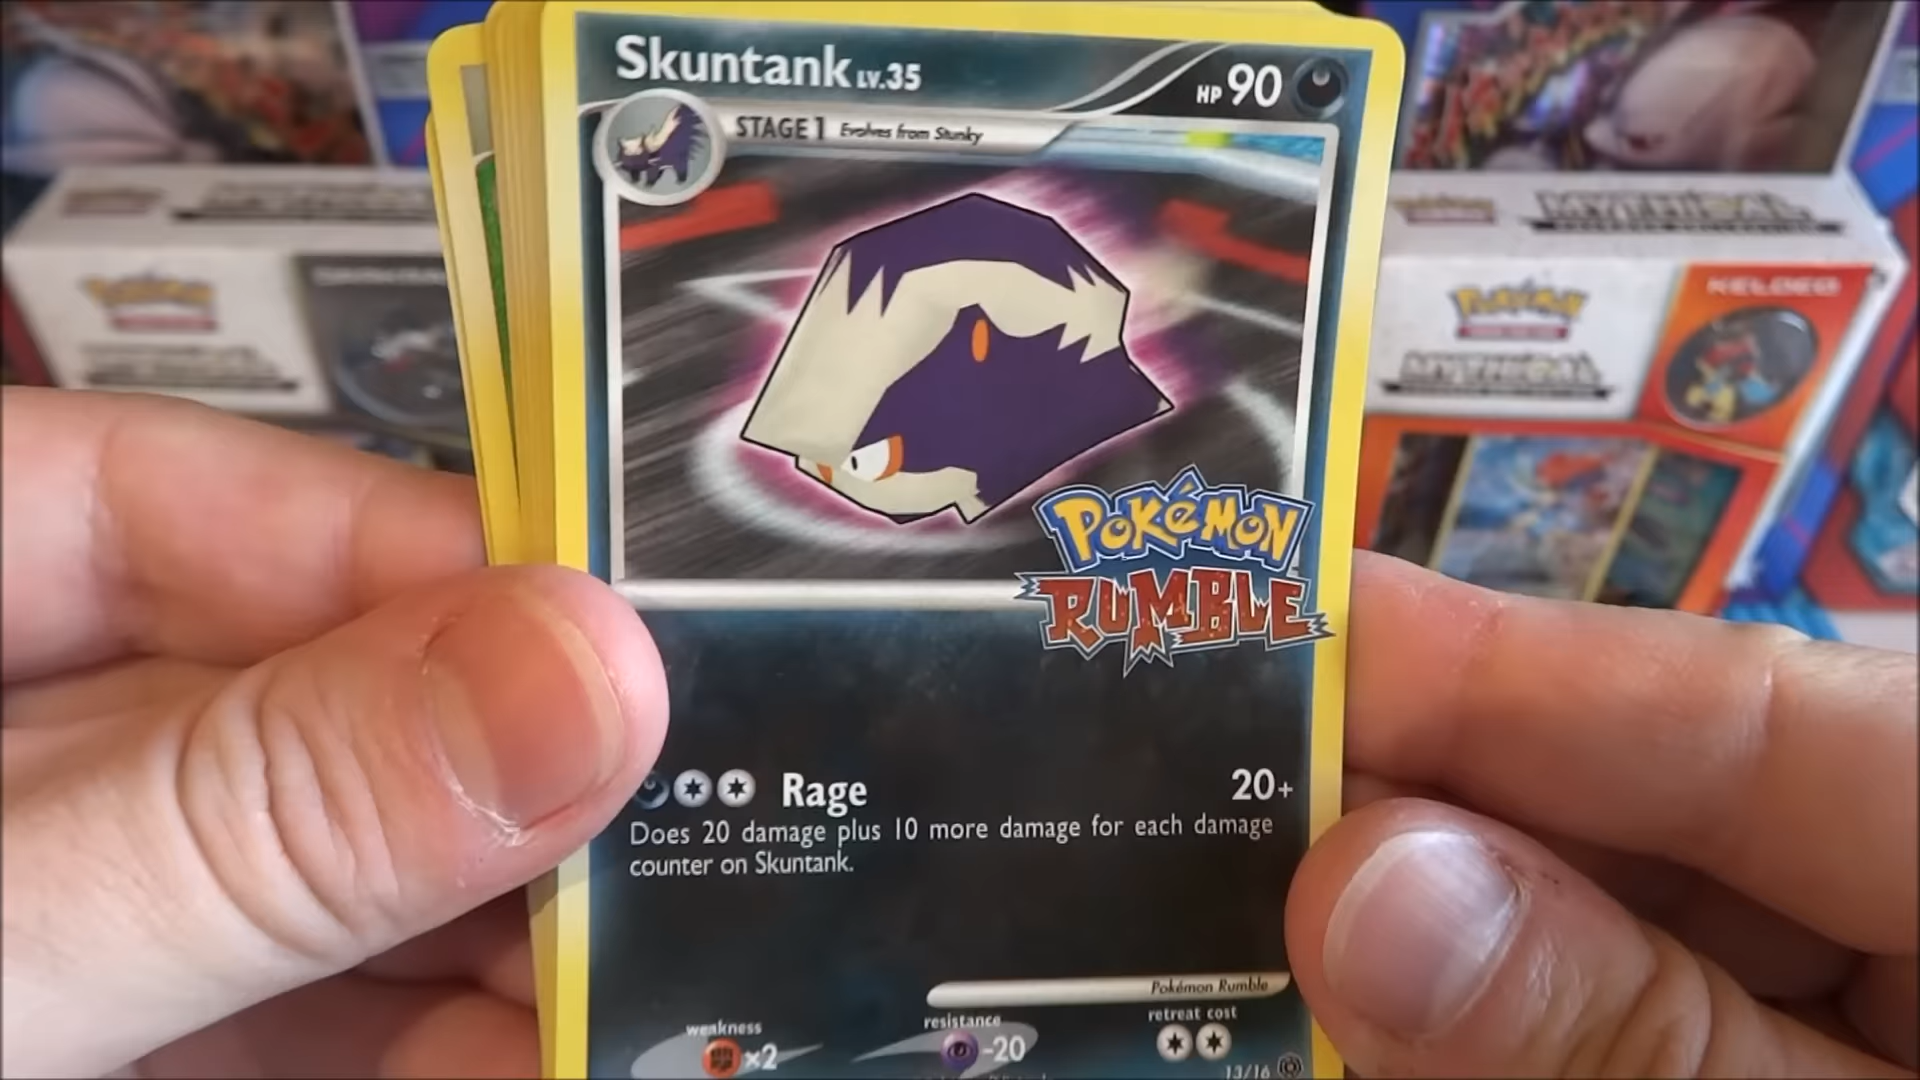 Skuntank LV.35
HP 90
STAGE 1 Evolves from Stunky
POKÉMON
RUMBLE
Rage 20+
Does 20 damage plus 10 more damage for each damage
counter on Skuntank.
Pokémon Rumble
weakness
resistance
retreat cost
×2
-20
13/16
MYTHICAL
KELDEO
Pokémon
MYTHICAL